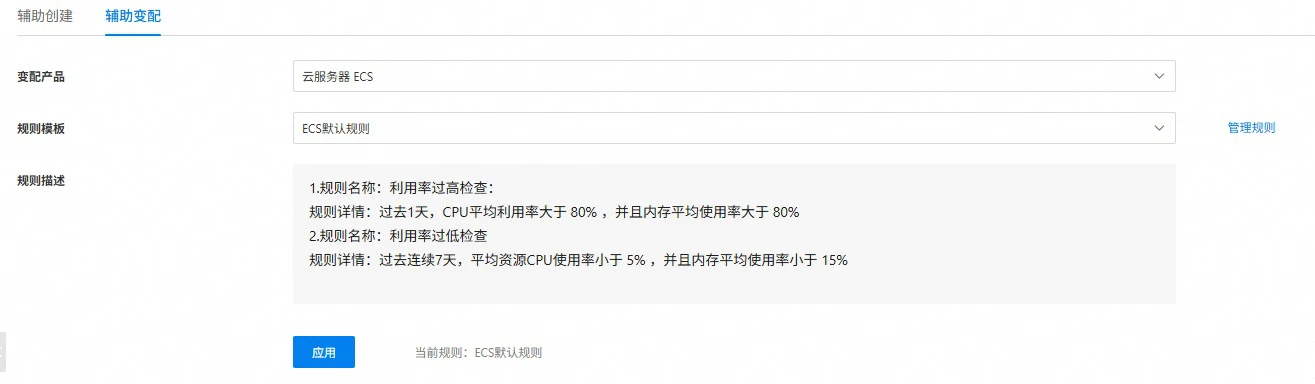 辅助创建 辅助变配
变配产品 云服务器 ECS
规则模板 ECS默认规则 管理规则
规则描述
1.规则名称：利用率过高检查：
规则详情：过去1天，CPU平均利用率大于 80% ，并且内存平均使用率大于 80%
2.规则名称：利用率过低检查
规则详情：过去连续7天，平均资源CPU使用率小于 5% ，并且内存平均使用率小于 15%
应用 当前规则：ECS默认规则